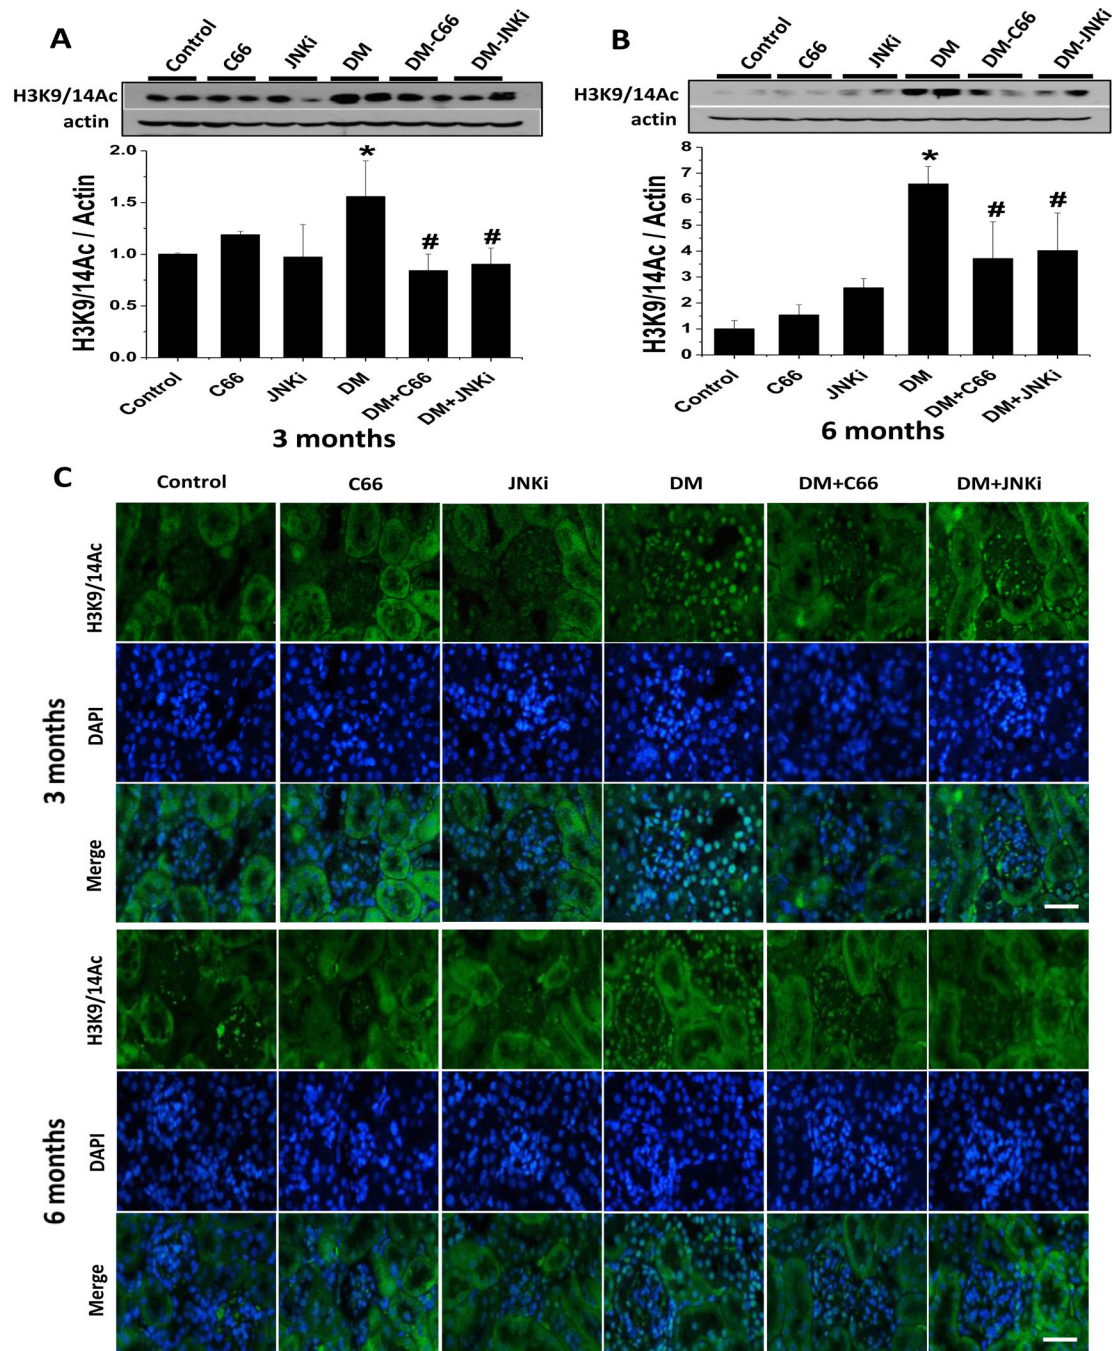 A
Control
C66
JNKi
DM
DM-C66
DM-JNKi
H3K9/14Ac
actin
H3K9/14Ac / Actin
2.0
1.5
1.0
0.5
0.0
*
#
#
Control
C66
JNKi
DM
DM+C66
DM+JNKi
3 months
B
Control
C66
JNKi
DM
DM-C66
DM-JNKi
H3K9/14Ac
actin
H3K9/14Ac / Actin
8
7
6
5
4
3
2
1
0
*
#
#
Control
C66
JNKi
DM
DM+C66
DM+JNKi
6 months
C
Control
C66
JNKi
DM
DM+C66
DM+JNKi
3 months
H3K9/14Ac
DAPI
Merge
6 months
H3K9/14Ac
DAPI
Merge